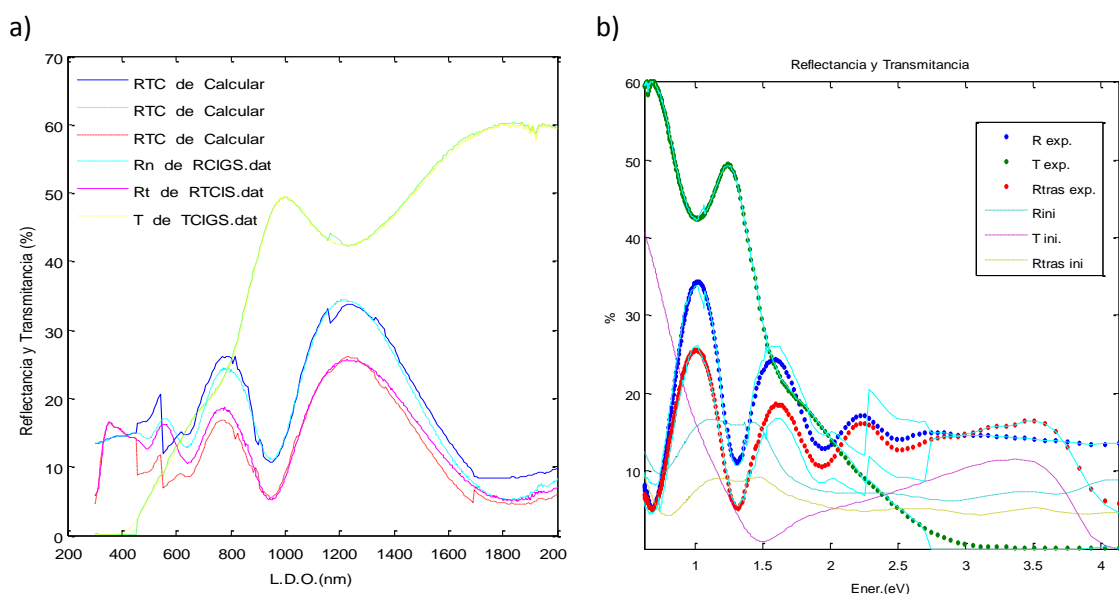 a)
b)
70
60
50
40
30
20
10
0
Reflectancia y Transmitancia (%)
RTC de Calcular
RTC de Calcular
RTC de Calcular
Rn de RCIGS.dat
Rt de RTCIS.dat
T de TCIGS.dat
200 400 600 800 1000 1200 1400 1600 1800 200
L.D.O.(nm)
Reflectancia y Transmitancia
60
50
40
30
20
10
%
R exp.
T exp.
Rtras exp.
Rini
T ini.
Rtras ini
1 1.5 2 2.5 3 3.5 4
Ener.(eV)